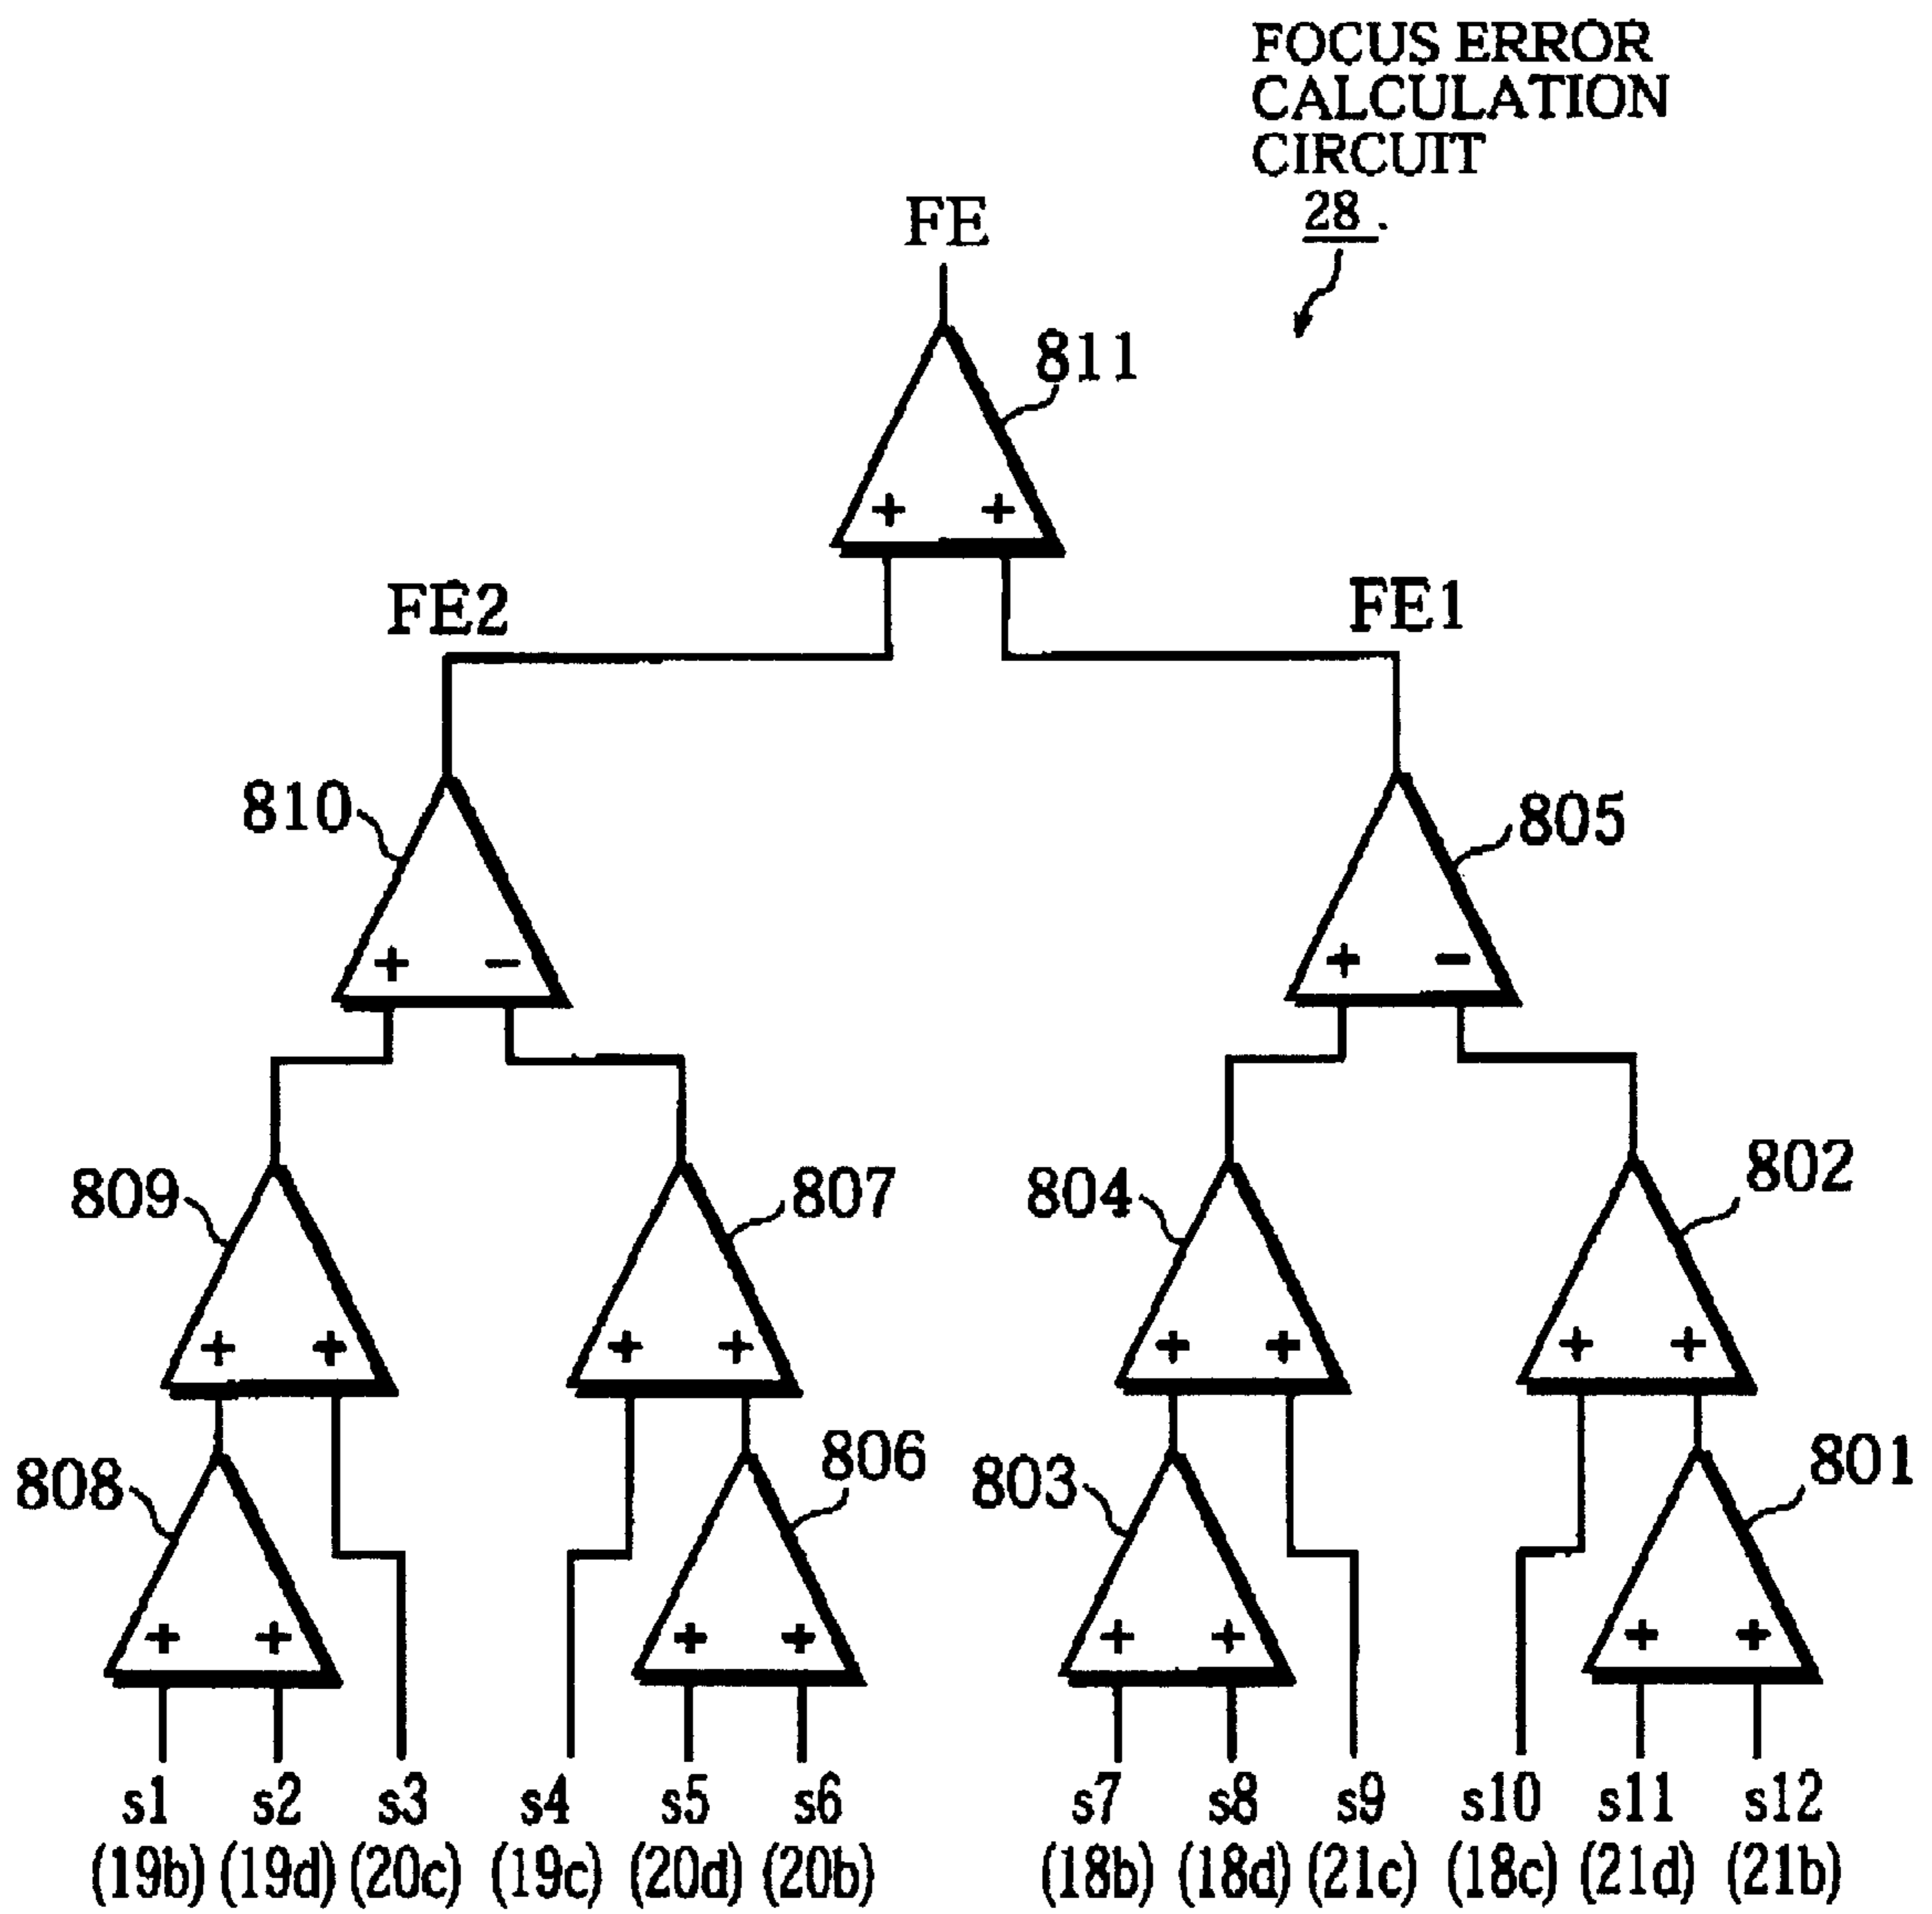 FOCUS ERROR
CALCULATION
CIRCUIT
28.
FE
811
+ +
FE2 FE1
810 805
+ − + −
809 807 804 802
+ + + + + + + +
808 806 803 801
+ + + + + + + +
s1 s2 s3 s4 s5 s6 s7 s8 s9 s10 s11 s12
(19b) (19d) (20c) (19c) (20d) (20b) (18b) (18d) (21c) (18c) (21d) (21b)